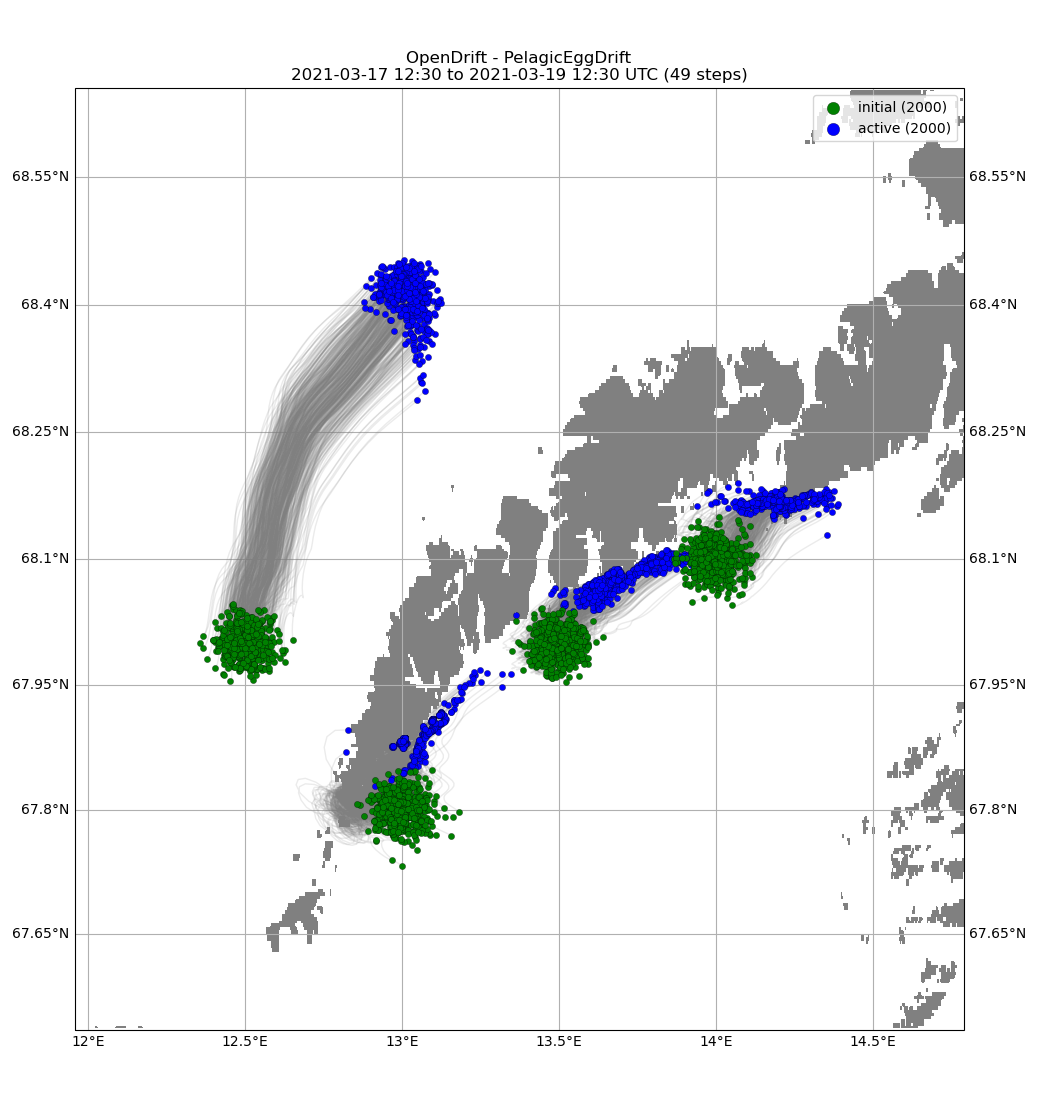 OpenDrift - PelagicEggDrift
2021-03-17 12:30 to 2021-03-19 12:30 UTC (49 steps)
initial (2000)
active (2000)
68.55°N
68.55°N
68.4°N
68.4°N
68.25°N
68.25°N
68.1°N
68.1°N
67.95°N
67.95°N
67.8°N
67.8°N
67.65°N
67.65°N
12°E
12.5°E
13°E
13.5°E
14°E
14.5°E